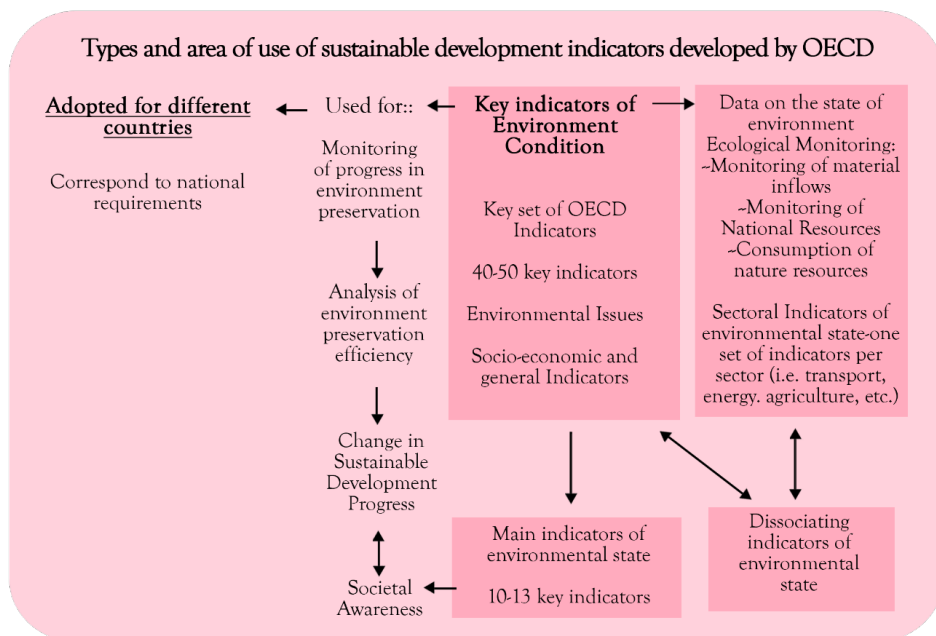 Types and area of use of sustainable development indicators developed by OECD
Adopted for different
countries
Correspond to national
requirements
Used for::
Monitoring
of progress in
environment
preservation
Analysis of
environment
preservation
efficiency
Change in
Sustainable
Development
Progress
Societal
Awareness
Key indicators of
Environment
Condition
Key set of OECD
Indicators
40-50 key indicators
Environmental Issues
Socio-economic and
general Indicators
Main indicators of
environmental state
10-13 key indicators
Data on the state of
environment
Ecological Monitoring:
~Monitoring of material
inflows
~Monitoring of
National Resources
~Consumption of
nature resources
Sectoral Indicators of
environmental state-one
set of indicators per
sector (i.e. transport,
energy. agriculture, etc.)
Dissociating
indicators of
environmental
state